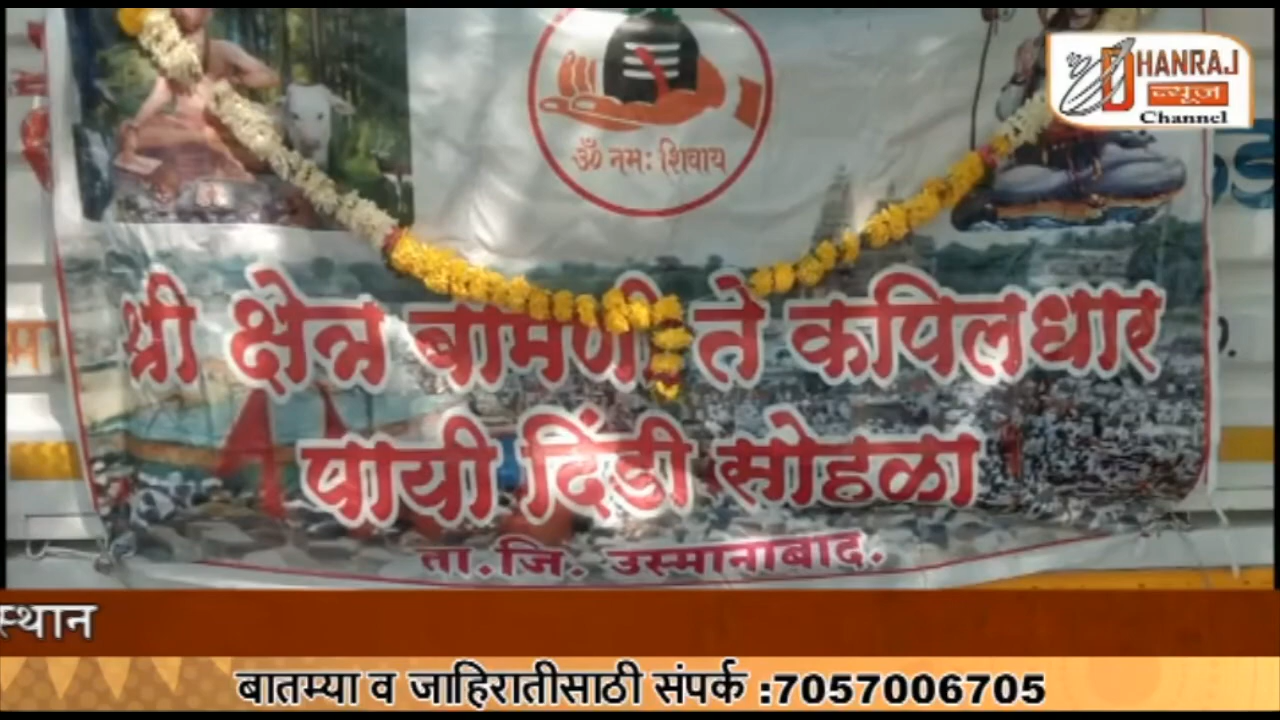 DHANRAJ
न्यूज
Channel
ॐ नमः शिवाय
श्री क्षेत्र बामणी ते कपिलधार
पायी दिंडी सोहळा
ता.जि. उस्मानाबाद.
स्थान
बातम्या व जाहिरातीसाठी संपर्क :7057006705